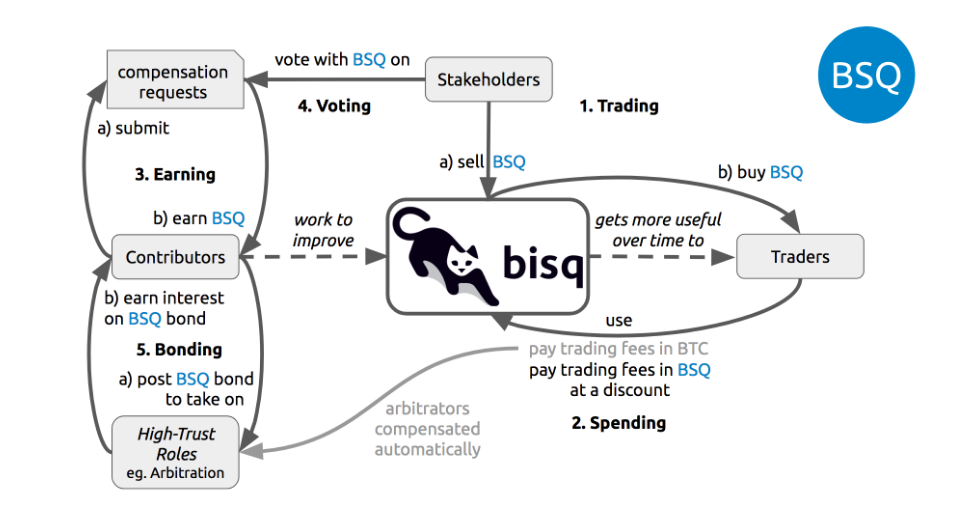 vote with BSQ on
compensation
requests
Stakeholders
BSQ
4. Voting
1. Trading
a) submit
a) sell BSQ
b) buy BSQ
3. Earning
b) earn BSQ
work to
improve
gets more useful
over time to
Contributors
bisq
Traders
b) earn interest
on BSQ bond
use
5. Bonding
pay trading fees in BTC
pay trading fees in BSQ
at a discount
a) post BSQ bond
to take on
2. Spending
arbitrators
compensated
automatically
High-Trust
Roles
eg. Arbitration